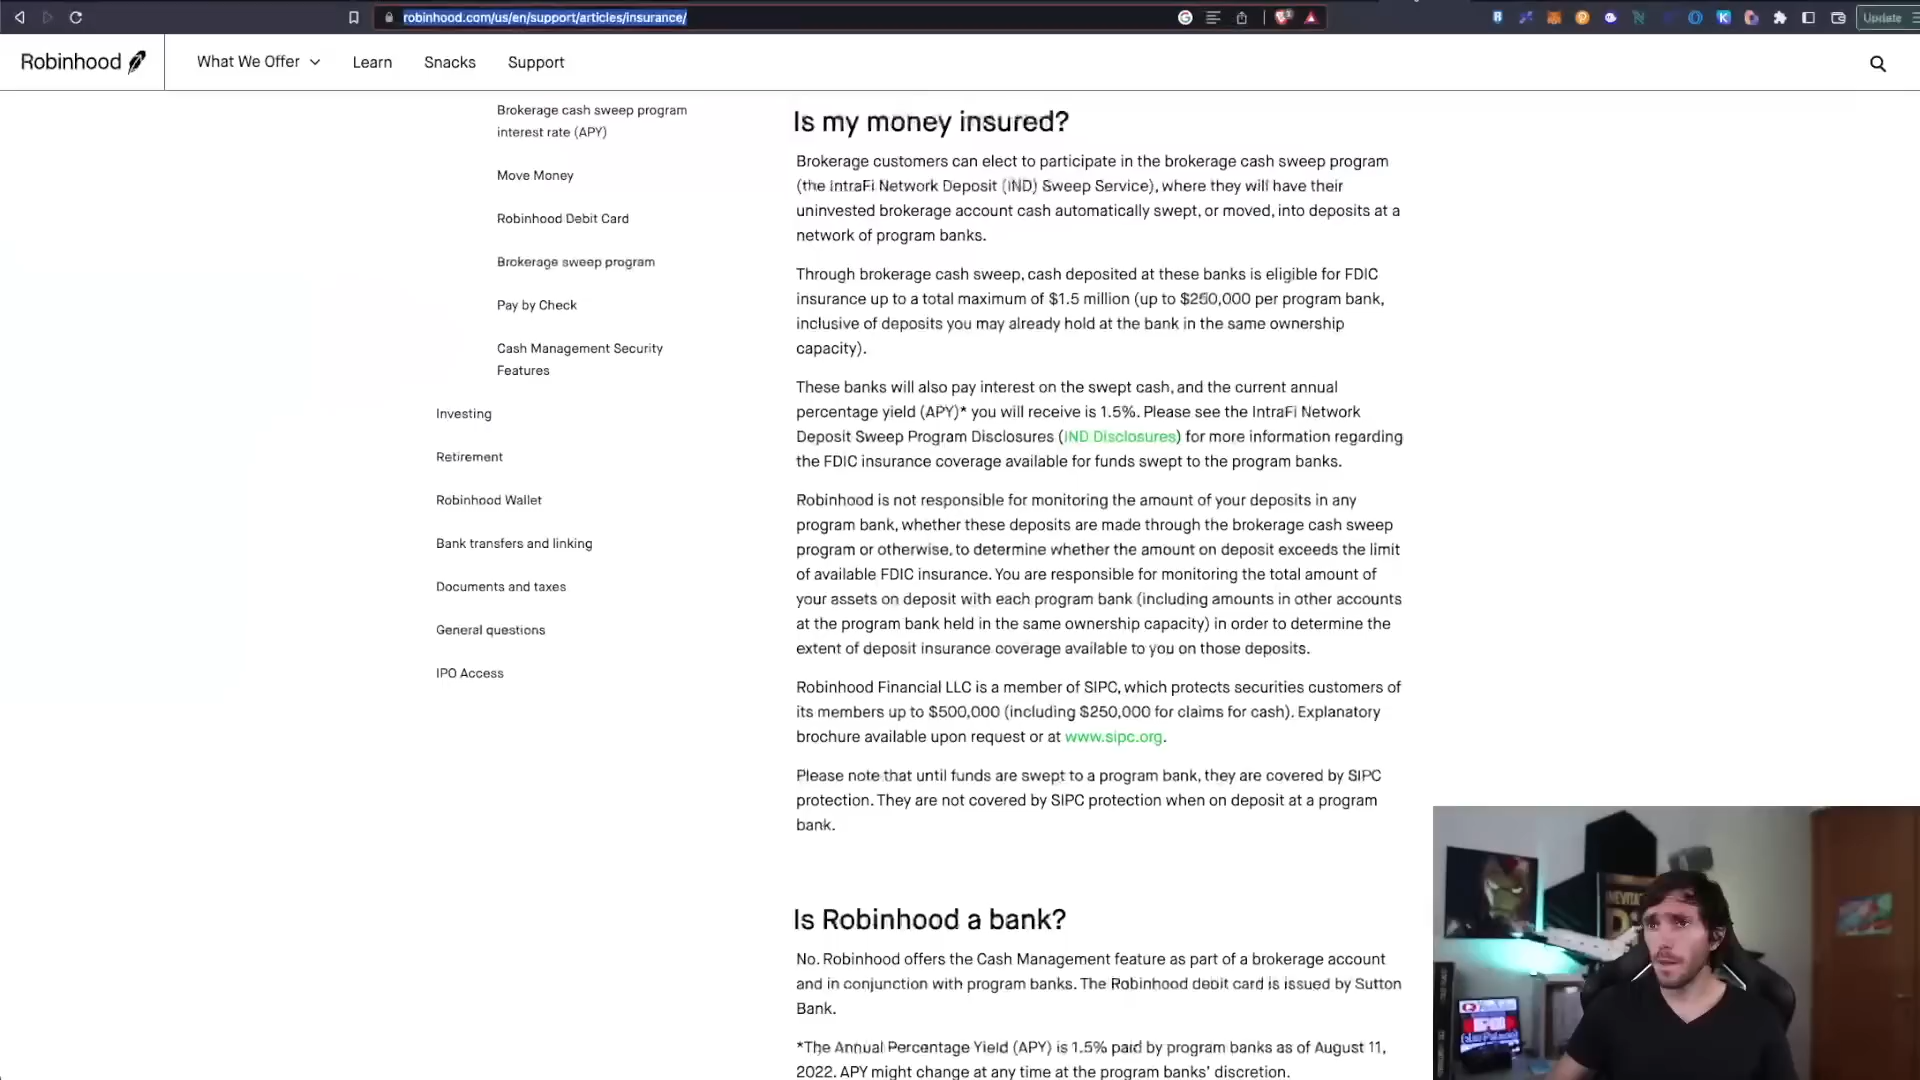 robinhood.com/us/en/support/articles/insurance/
Update
Robinhood
What We Offer
Learn
Snacks
Support
Brokerage cash sweep program
interest rate (APY)
Move Money
Robinhood Debit Card
Brokerage sweep program
Pay by Check
Cash Management Security
Features
Investing
Retirement
Robinhood Wallet
Bank transfers and linking
Documents and taxes
General questions
IPO Access
Is my money insured?
Brokerage customers can elect to participate in the brokerage cash sweep program
(the IntraFi Network Deposit (IND) Sweep Service), where they will have their
uninvested brokerage account cash automatically swept, or moved, into deposits at a
network of program banks.
Through brokerage cash sweep, cash deposited at these banks is eligible for FDIC
insurance up to a total maximum of $1.5 million (up to $250,000 per program bank,
inclusive of deposits you may already hold at the bank in the same ownership
capacity).
These banks will also pay interest on the swept cash, and the current annual
percentage yield (APY)* you will receive is 1.5%. Please see the IntraFi Network
Deposit Sweep Program Disclosures (IND Disclosures) for more information regarding
the FDIC insurance coverage available for funds swept to the program banks.
Robinhood is not responsible for monitoring the amount of your deposits in any
program bank, whether these deposits are made through the brokerage cash sweep
program or otherwise, to determine whether the amount on deposit exceeds the limit
of available FDIC insurance. You are responsible for monitoring the total amount of
your assets on deposit with each program bank (including amounts in other accounts
at the program bank held in the same ownership capacity) in order to determine the
extent of deposit insurance coverage available to you on those deposits.
Robinhood Financial LLC is a member of SIPC, which protects securities customers of
its members up to $500,000 (including $250,000 for claims for cash). Explanatory
brochure available upon request or at www.sipc.org.
Please note that until funds are swept to a program bank, they are covered by SIPC
protection. They are not covered by SIPC protection when on deposit at a program
bank.
Is Robinhood a bank?
No. Robinhood offers the Cash Management feature as part of a brokerage account
and in conjunction with program banks. The Robinhood debit card is issued by Sutton
Bank.
*The Annual Percentage Yield (APY) is 1.5% paid by program banks as of August 11,
2022. APY might change at any time at the program banks' discretion.